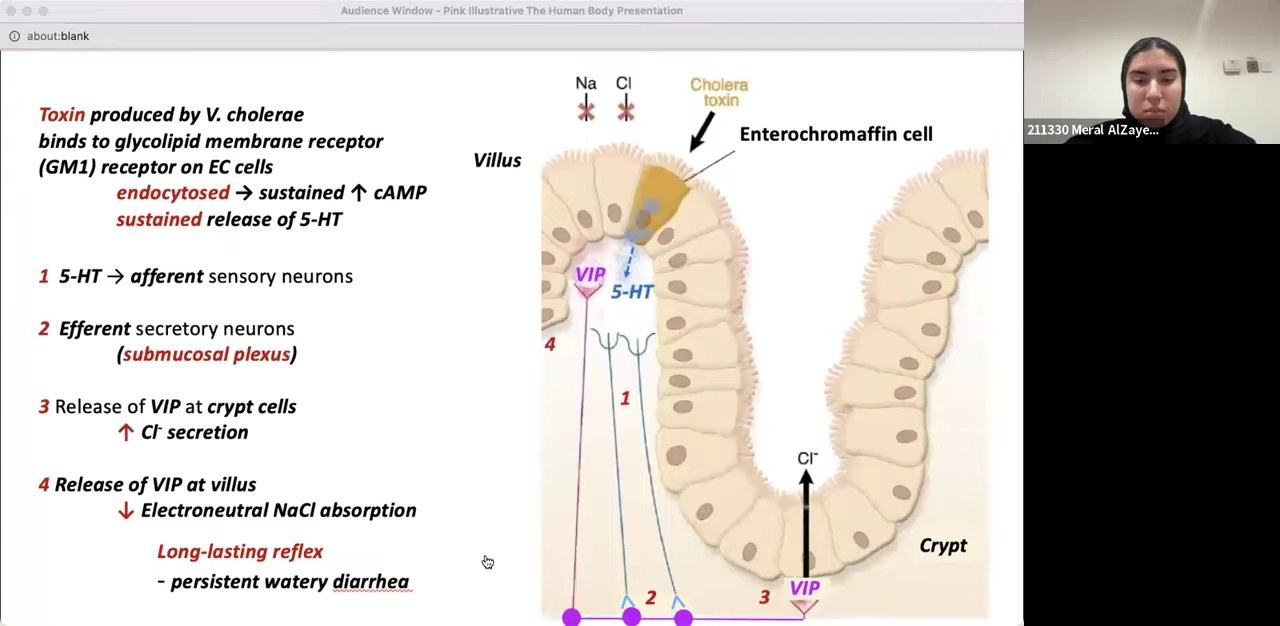 Audience Window - Pink Illustrative The Human Body Presentation
about:blank
Toxin produced by V. cholerae
binds to glycolipid membrane receptor
(GM1) receptor on EC cells
endocytosed → sustained ↑ cAMP
sustained release of 5-HT
1 5-HT → afferent sensory neurons
2 Efferent secretory neurons
(submucosal plexus)
3 Release of VIP at crypt cells
↑ Cl⁻ secretion
4 Release of VIP at villus
↓ Electroneutral NaCl absorption
Long-lasting reflex
- persistent watery diarrhea
Na Cl
Cholera
toxin
Enterochromaffin cell
Villus
VIP
5-HT
4
1
Cl⁻
Crypt
VIP
2
3
211330 Meral AlZaye...